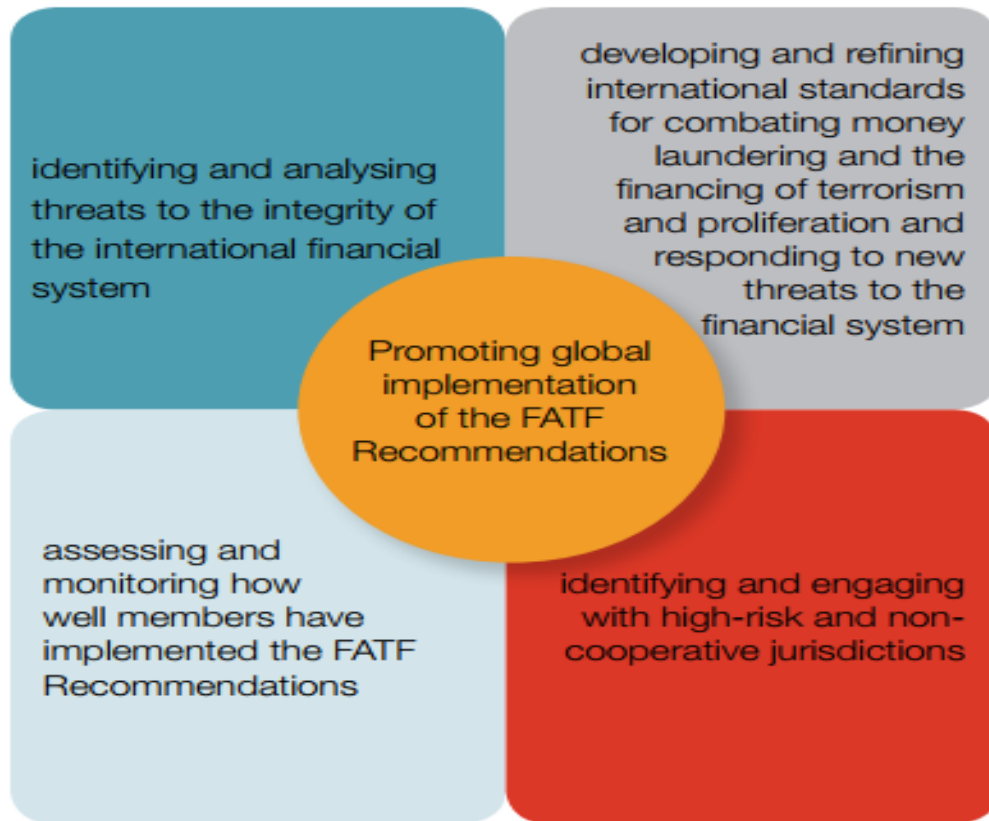 identifying and analysing
threats to the integrity of
the international financial
system
developing and refining
international standards
for combating money
laundering and the
financing of terrorism
and proliferation and
responding to new
threats to the
financial system
Promoting global
implementation
of the FATF
Recommendations
assessing and
monitoring how
well members have
implemented the FATF
Recommendations
identifying and engaging
with high-risk and non-
cooperative jurisdictions